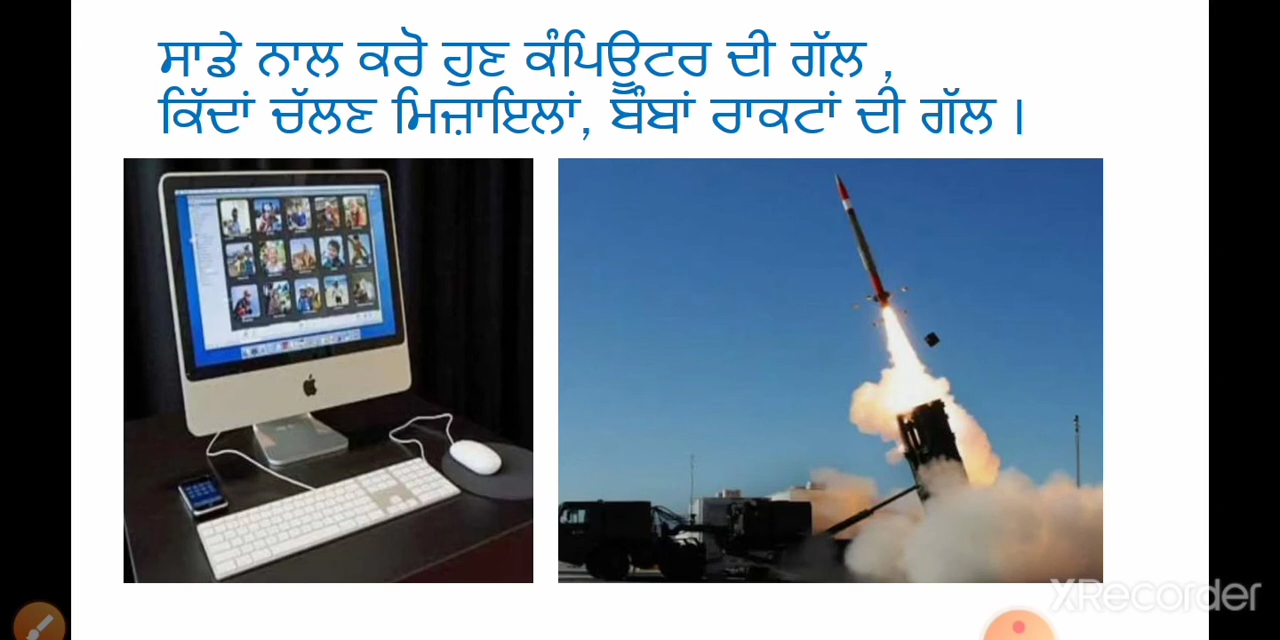 ਸਾਡੇ ਨਾਲ ਕਰੋ ਹੁਣ ਕੰਪਿਊਟਰ ਦੀ ਗੱਲ ,
ਕਿੱਦਾਂ ਚੱਲਣ ਮਿਜ਼ਾਇਲਾਂ, ਬੰਬਾਂ ਰਾਕਟਾਂ ਦੀ ਗੱਲ ।
XRecorder